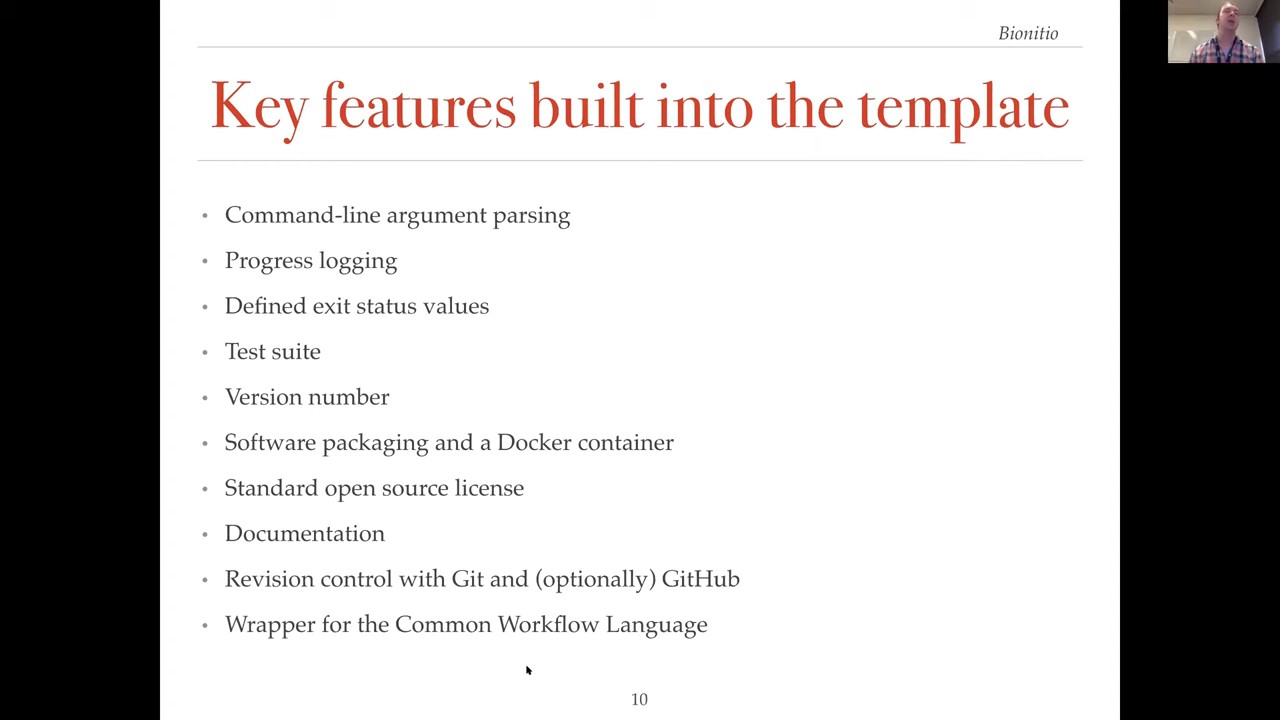 Bionitio
Key features built into the template
• Command-line argument parsing
• Progress logging
• Defined exit status values
• Test suite
• Version number
• Software packaging and a Docker container
• Standard open source license
• Documentation
• Revision control with Git and (optionally) GitHub
• Wrapper for the Common Workflow Language
10